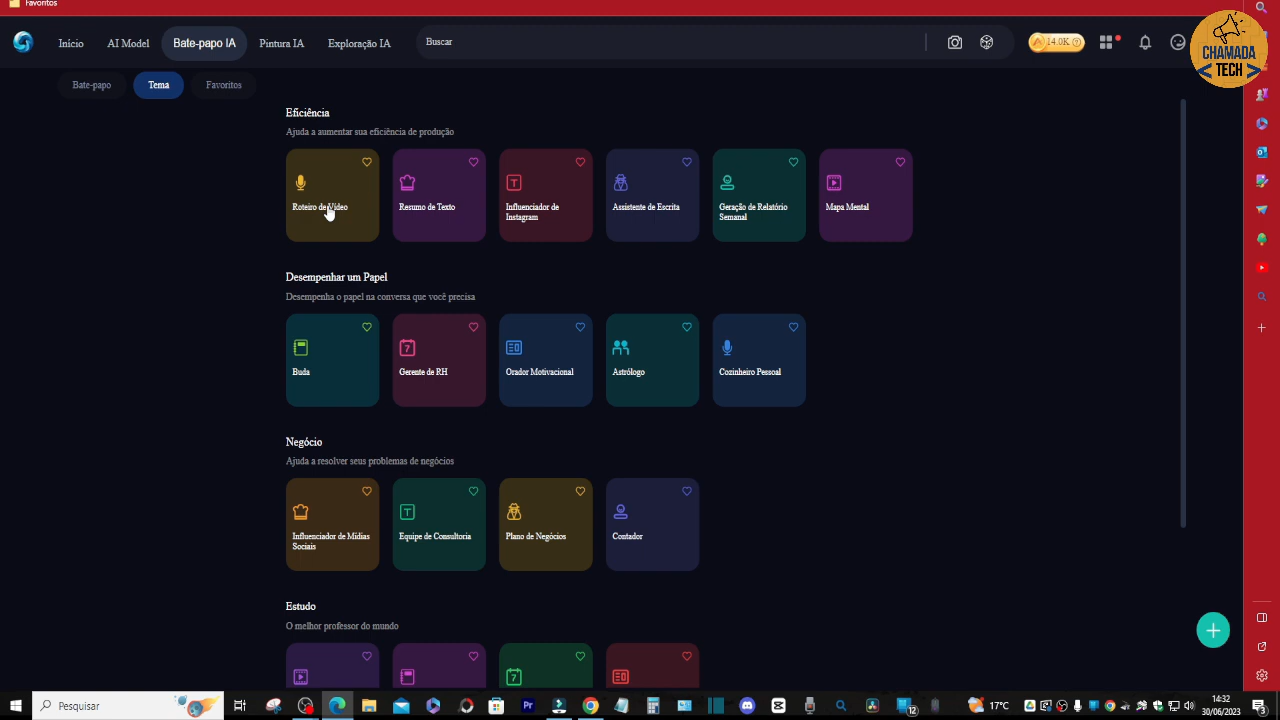 Favoritos
Início
AI Model
Bate-papo IA
Pintura IA
Exploração IA
Buscar
14.0K
CHAMADA
TECH
Bate-papo
Tema
Favoritos
Eficiência
Ajuda a aumentar sua eficiência de produção
Roteiro de Vídeo
Resumo de Texto
Influenciador de
Instagram
Assistente de Escrita
Geração de Relatório
Semanal
Mapa Mental
Desempenhar um Papel
Desempenha o papel na conversa que você precisa
Buda
Gerente de RH
Orador Motivacional
Astrólogo
Cozinheiro Pessoal
Negócio
Ajuda a resolver seus problemas de negócios
Influenciador de Mídias
Sociais
Equipe de Consultoria
Plano de Negócios
Contador
Estudo
O melhor professor do mundo
Pesquisar
12
17°C
14:32
30/06/2023